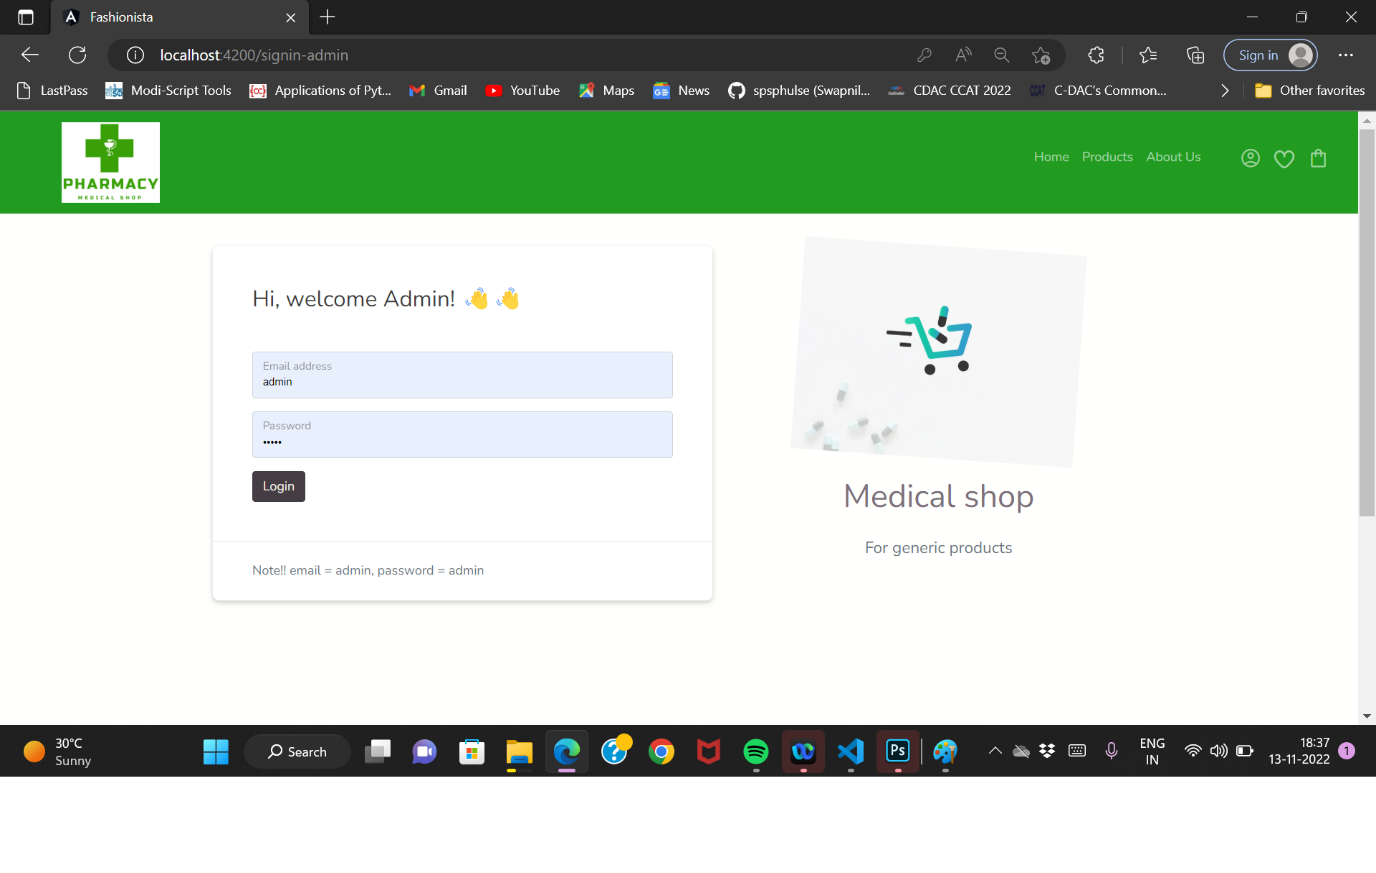 Fashionista
localhost:4200/signin-admin
Sign in
LastPass
Modi-Script Tools
{cc}
Applications of Pyt...
Gmail
YouTube
Maps
News
spsphulse (Swapnil...
CDAC CCAT 2022
C-DAC's Common...
Other favorites
PHARMACY
MEDICAL SHOP
Home
Products
About Us
Hi, welcome Admin! 👋 👋
Email address
admin
Password
•••••
Login
Note!! email = admin, password = admin
Medical shop
For generic products
30°C
Sunny
Search
Ps
ENG
IN
18:37
13-11-2022
1